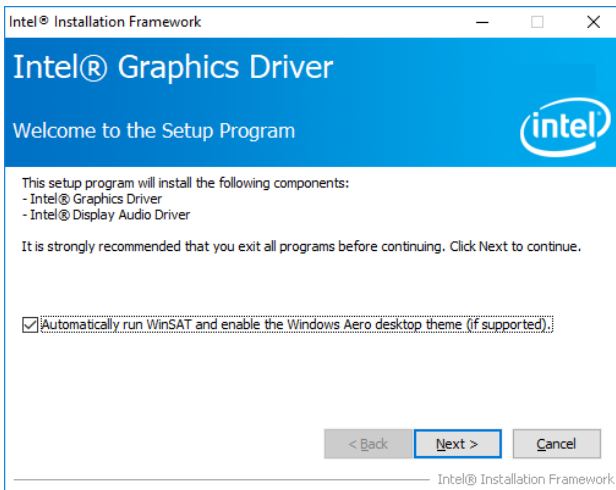 Intel® Installation Framework
Intel® Graphics Driver
Welcome to the Setup Program
intel
This setup program will install the following components:
- Intel® Graphics Driver
- Intel® Display Audio Driver
It is strongly recommended that you exit all programs before continuing. Click Next to continue.
Automatically run WinSAT and enable the Windows Aero desktop theme (if supported).
< Back Next > Cancel
Intel® Installation Framework